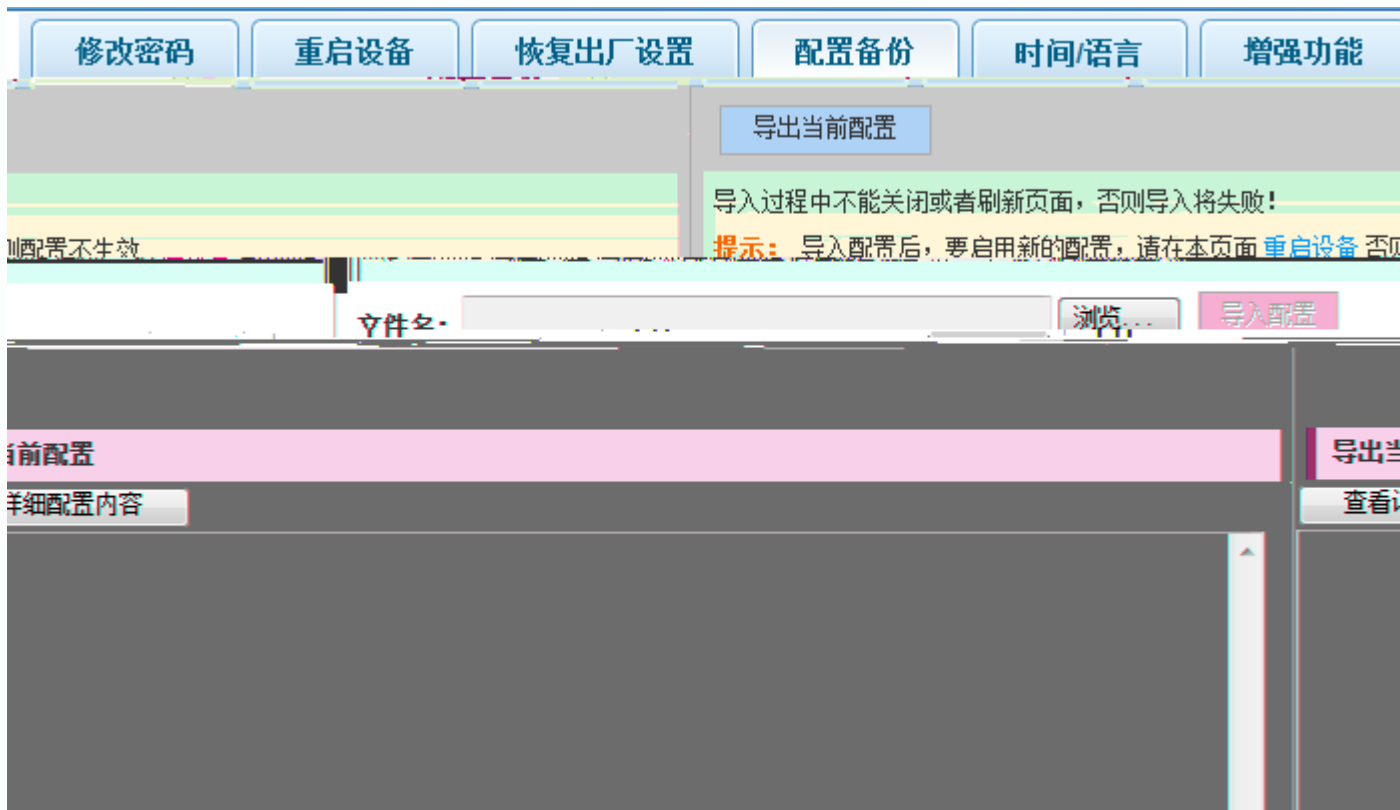 修改密码 重启设备 恢复出厂设置 配置备份 时间/语言 增强功能
导出当前配置
导入过程中不能关闭或者刷新页面，否则导入将失败！
则配置不生效 提示： 导入配置后，要启用新的配置，请在本页面 重启设备 否则
文件名： 浏览... 导入配置
当前配置 导出当
详细配置内容 查看详